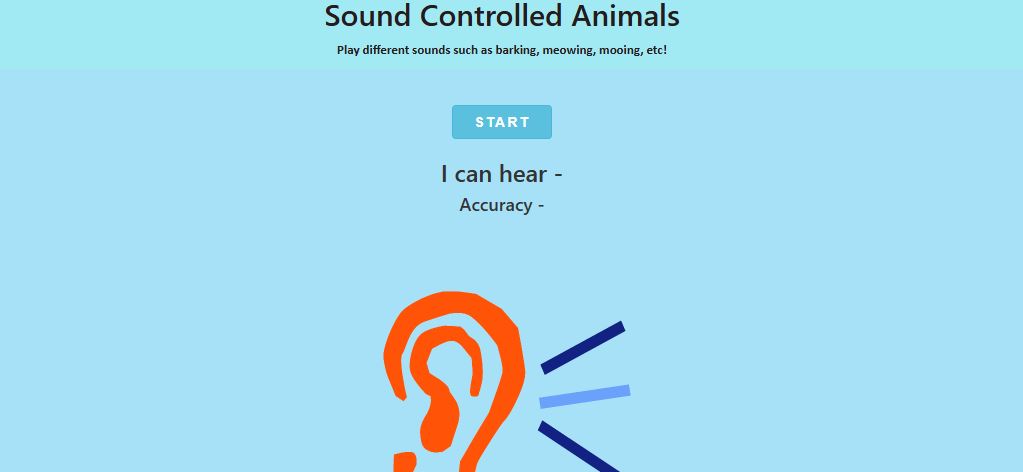 Sound Controlled Animals
Play different sounds such as barking, meowing, mooing, etc!
START
I can hear -
Accuracy -